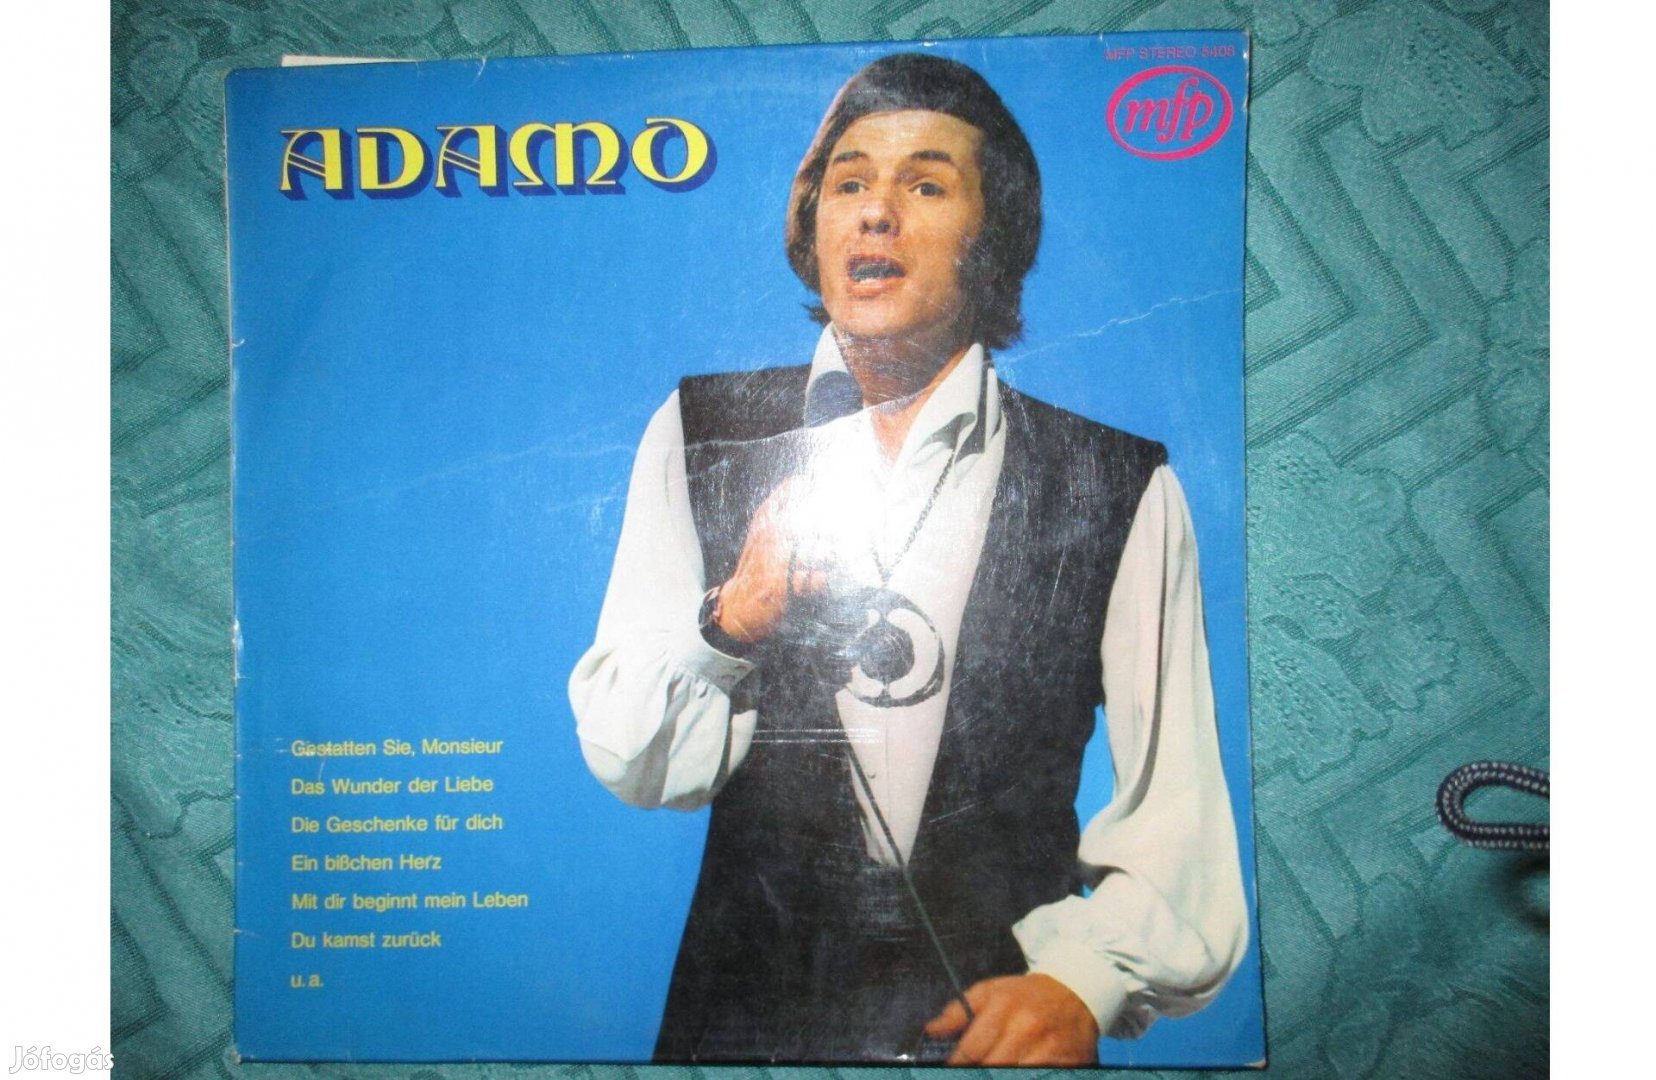 MFP STEREO 5408
mfp
ADAMO
Gestatten Sie, Monsieur
Das Wunder der Liebe
Die Geschenke für dich
Ein bißchen Herz
Mit dir beginnt mein Leben
Du kamst zurück
u. a.
Jófogás